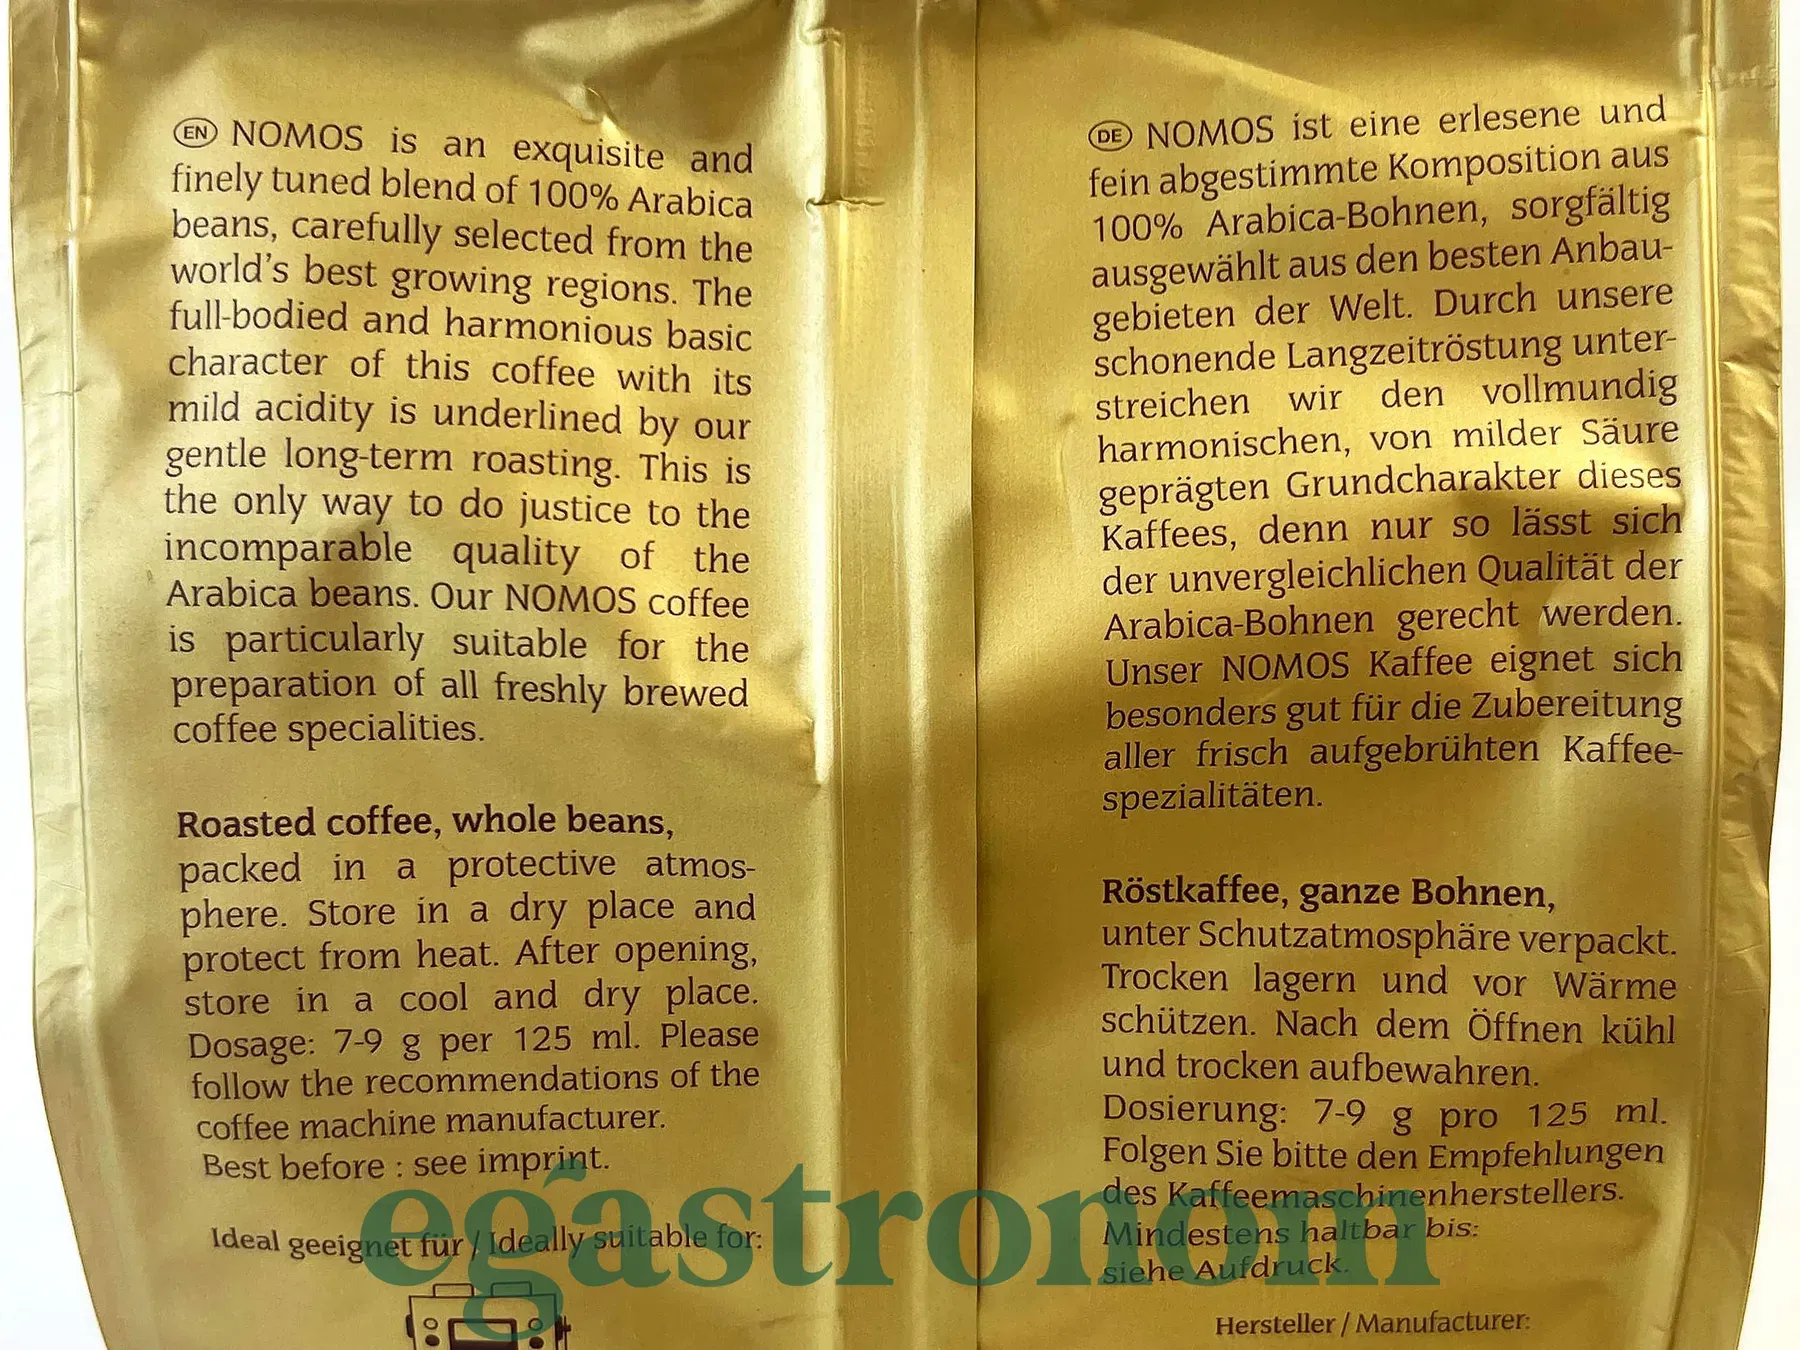 EN NOMOS is an exquisite and
finely tuned blend of 100% Arabica
beans, carefully selected from the
world's best growing regions. The
full-bodied and harmonious basic
character of this coffee with its
mild acidity is underlined by our
gentle long-term roasting. This is
the only way to do justice to the
incomparable quality of the
Arabica beans. Our NOMOS coffee
is particularly suitable for the
preparation of all freshly brewed
coffee specialities.
Roasted coffee, whole beans,
packed in a protective atmos-
phere. Store in a dry place and
protect from heat. After opening,
store in a cool and dry place.
Dosage: 7-9 g per 125 ml. Please
follow the recommendations of the
coffee machine manufacturer.
Best before : see imprint.
Ideal geeignet für / Ideally suitable for:
DE NOMOS ist eine erlesene und
fein abgestimmte Komposition aus
100% Arabica-Bohnen, sorgfältig
ausgewählt aus den besten Anbau-
gebieten der Welt. Durch unsere
schonende Langzeitröstung unter-
streichen wir den vollmundig
harmonischen, von milder Säure
geprägten Grundcharakter dieses
Kaffees, denn nur so lässt sich
der unvergleichlichen Qualität der
Arabica-Bohnen gerecht werden.
Unser NOMOS Kaffee eignet sich
besonders gut für die Zubereitung
aller frisch aufgebrühten Kaffee-
spezialitäten.
Röstkaffee, ganze Bohnen,
unter Schutzatmosphäre verpackt.
Trocken lagern und vor Wärme
schützen. Nach dem Öffnen kühl
und trocken aufbewahren.
Dosierung: 7-9 g pro 125 ml.
Folgen Sie bitte den Empfehlungen
des Kaffeemaschinenherstellers.
Mindestens haltbar bis:
siehe Aufdruck.
Hersteller / Manufacturer:
egastronom